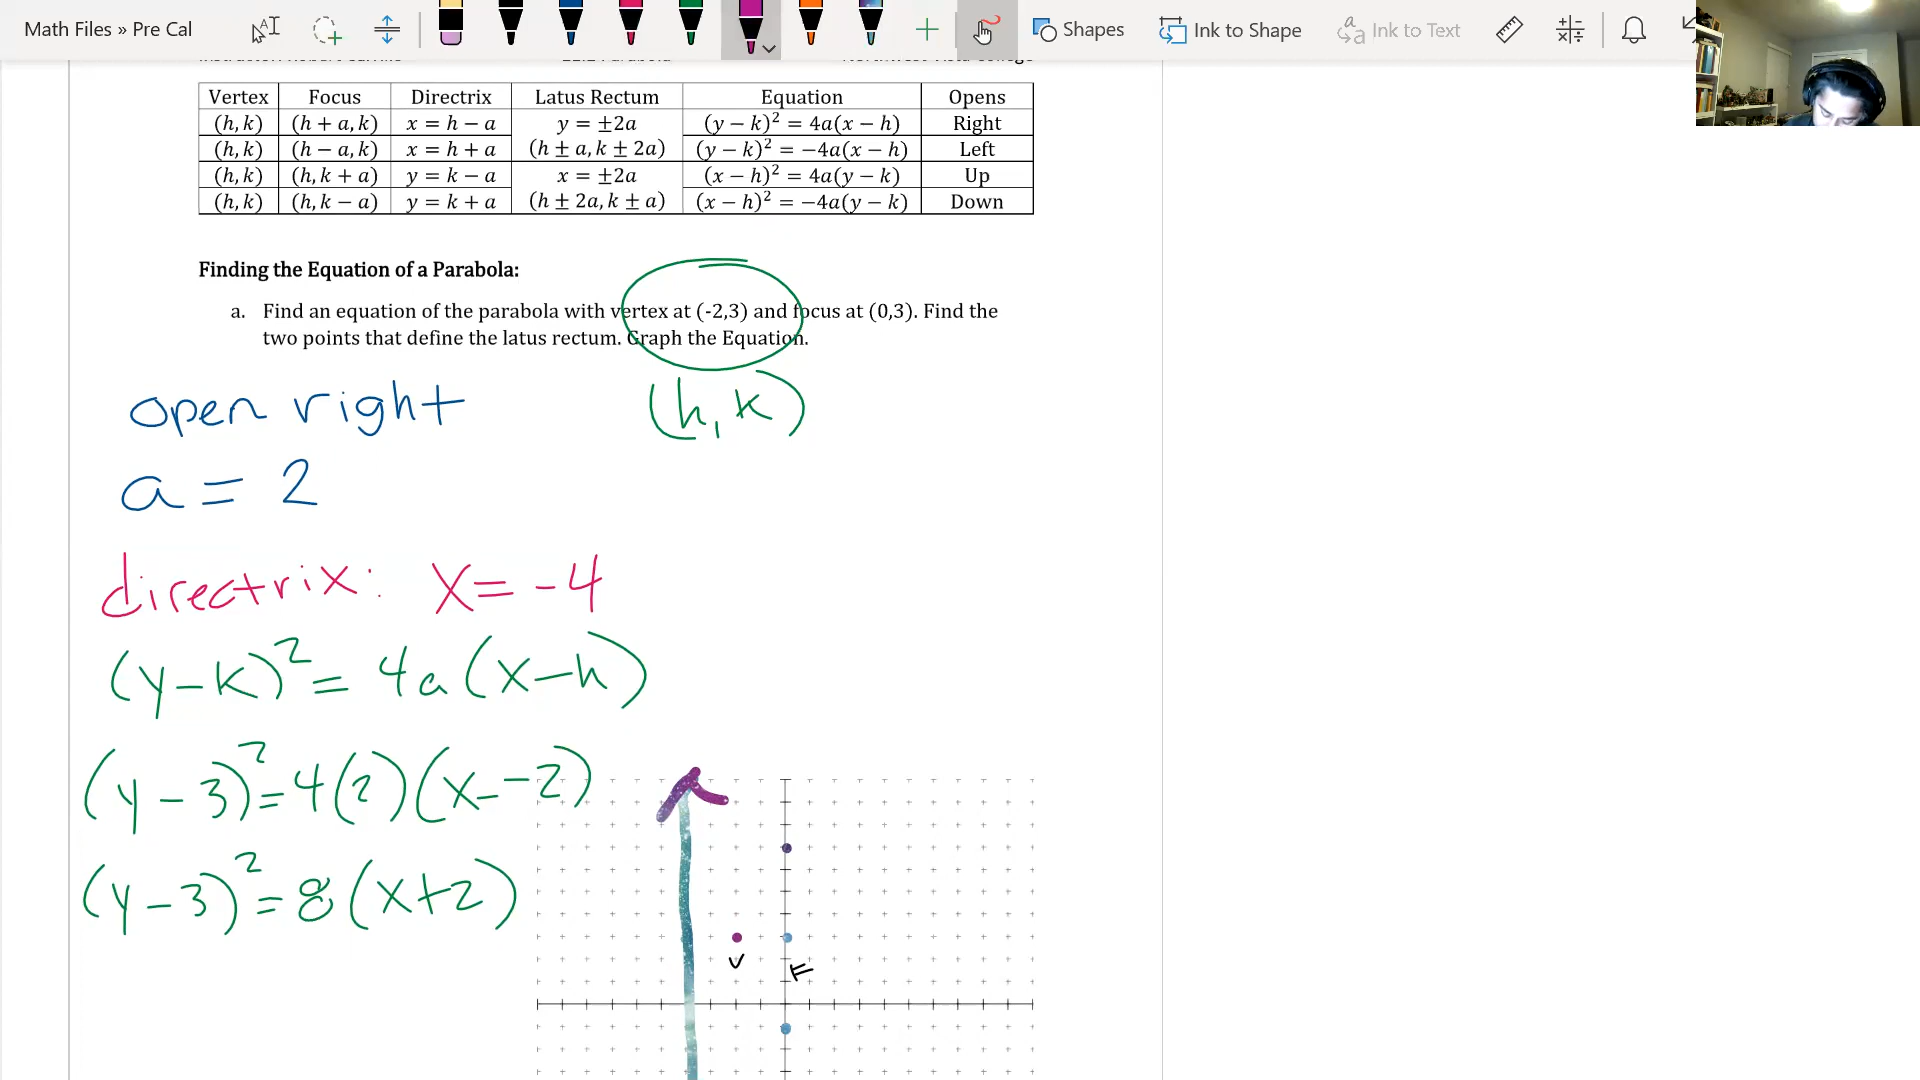 Math Files » Pre Cal
Shapes
Ink to Shape
Ink to Text
Vertex Focus Directrix Latus Rectum Equation Opens
(h, k) (h + a, k) x = h − a y = ±2a (y − k)² = 4a(x − h) Right
(h, k) (h − a, k) x = h + a (h ± a, k ± 2a) (y − k)² = −4a(x − h) Left
(h, k) (h, k + a) y = k − a x = ±2a (x − h)² = 4a(y − k) Up
(h, k) (h, k − a) y = k + a (h ± 2a, k ± a) (x − h)² = −4a(y − k) Down
Finding the Equation of a Parabola:
a. Find an equation of the parabola with vertex at (-2,3) and focus at (0,3). Find the
two points that define the latus rectum. Graph the Equation.
open right (h, k)
a = 2
directrix: x = -4
(y-k)² = 4a(x-h)
(y-3)² = 4(2)(x--2)
(y-3)² = 8(x+2)
V F